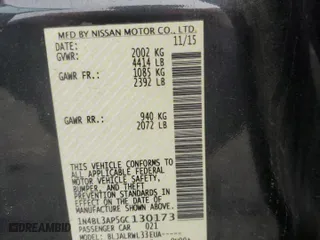 MFD BY NISSAN MOTOR CO., LTD.
DATE: 11/15
GVWR: 2002 KG
4414 LB
GAWR FR: 1085 KG
2392 LB
GAWR RR: 940 KG
2072 LB
THIS VEHICLE CONFORMS TO ALL
APPLICABLE FEDERAL MOTOR
VEHICLE SAFETY,
BUMPER, AND THEFT
PREVENTION STANDARDS
IN EFFECT ON THE DATE OF
MANUFACTURE SHOWN ABOVE.
1N4BL3AP5GC130173
PASSENGER CAR 021
MODEL: BLJALRWL33EUA-